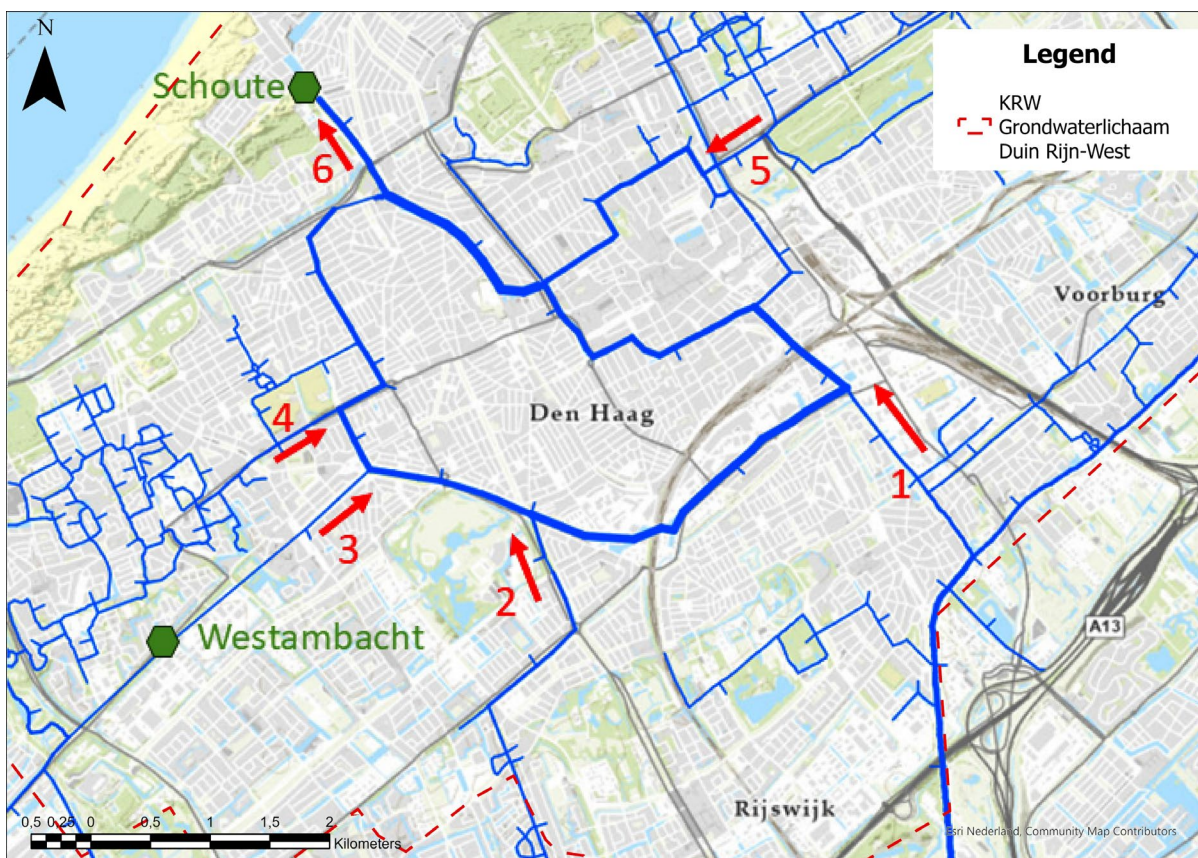 N
Schoute
6
5
Legend
KRW
Grondwaterlichaam
Duin Rijn-West
Voorburg
Den Haag
4
3
2
1
Westambacht
A13
Rijswijk
0.5 0.25 0 0.5 1 1,5 2
Kilometers
Esri Nederland, Community Map Contributors